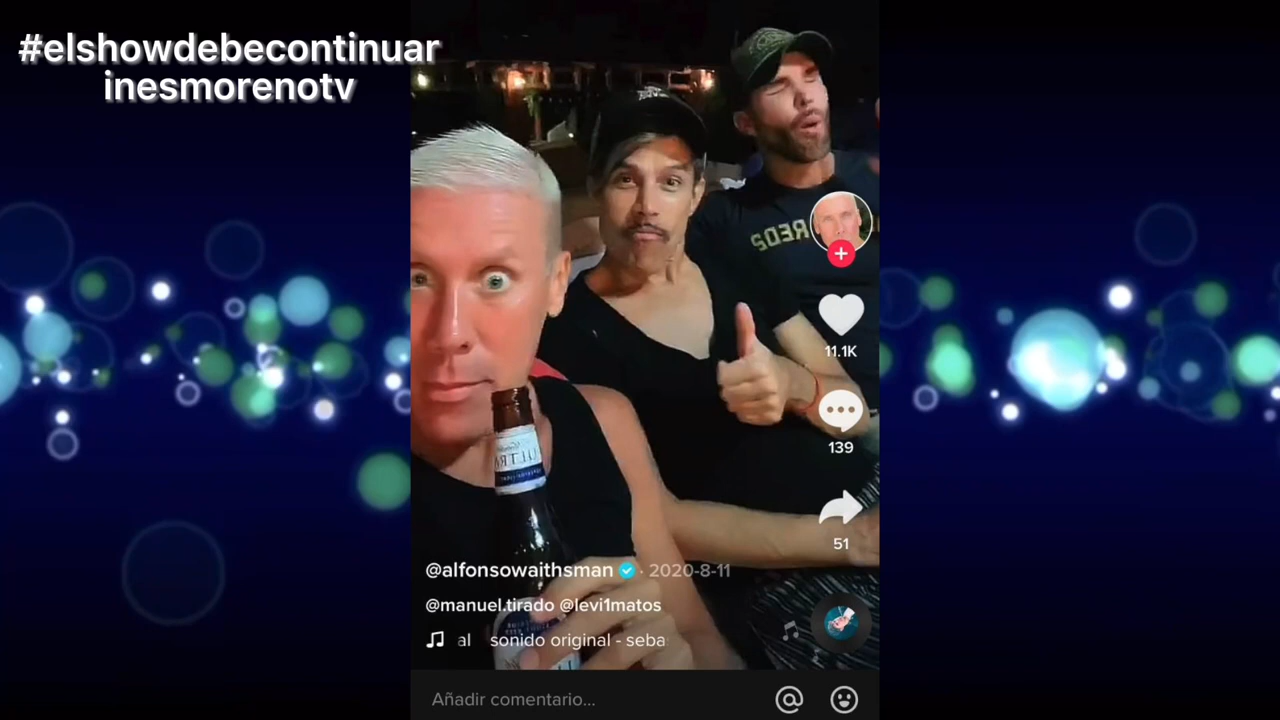 #elshowdebecontinuar
inesmorenotv
11.1K
139
51
@alfonsowaithsman · 2020-8-11
@manuel.tirado @levi1matos
al sonido original - seba
Añadir comentario...